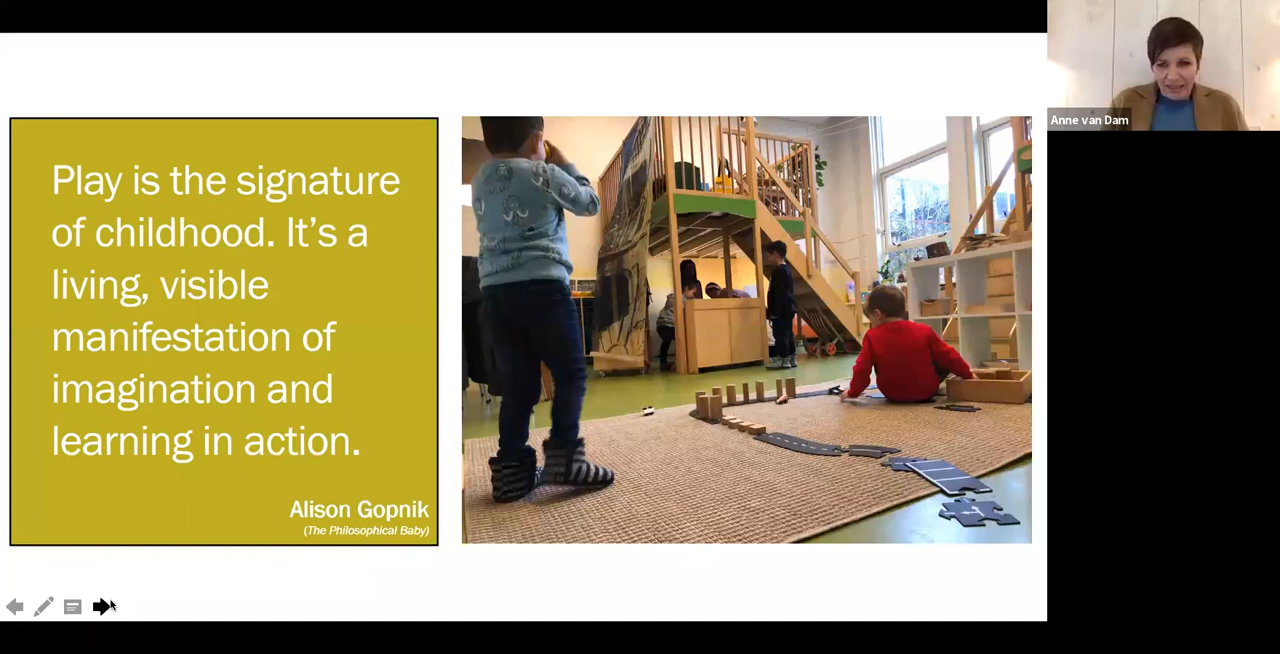 Play is the signature
of childhood. It's a
living, visible
manifestation of
imagination and
learning in action.
Alison Gopnik
(The Philosophical Baby)
Anne van Dam